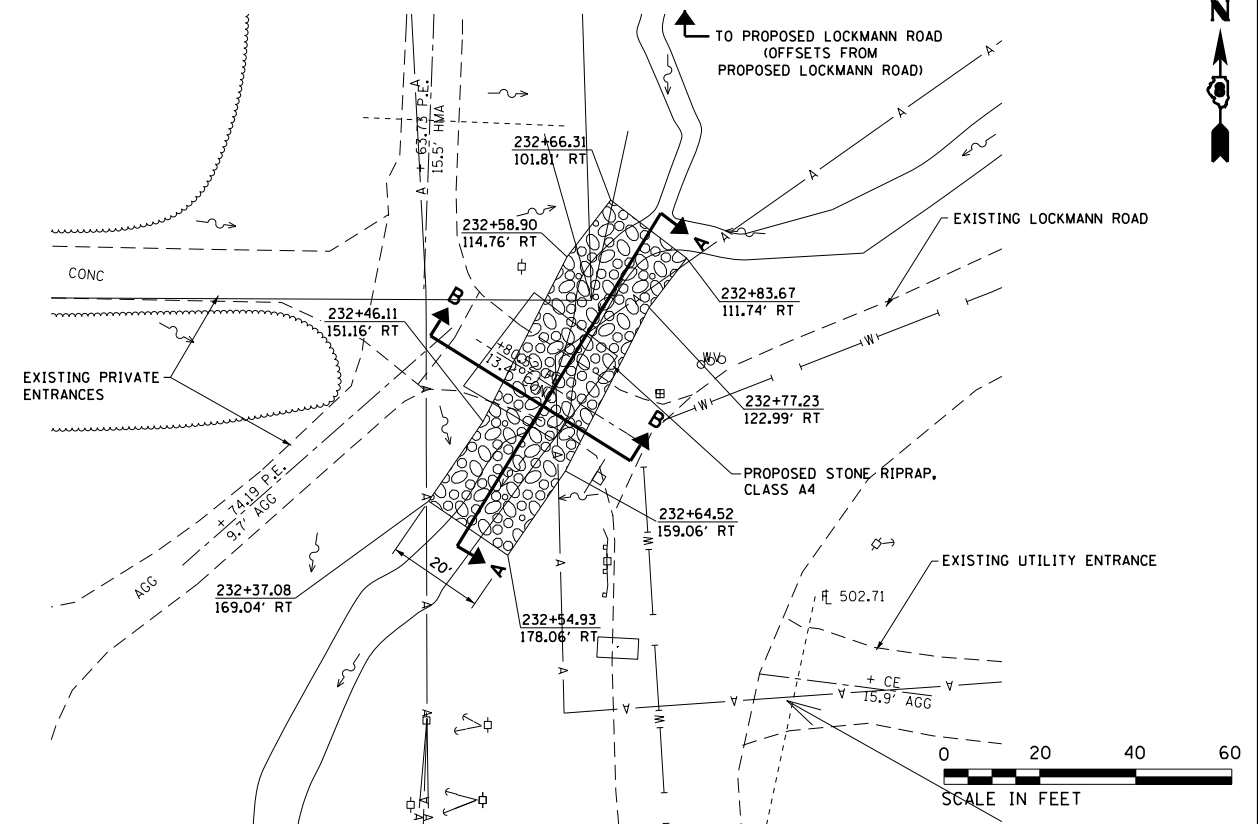 N
TO PROPOSED LOCKMANN ROAD
(OFFSETS FROM
PROPOSED LOCKMANN ROAD)
A
A
A
A
A
A
+ 63.73 P.E.
15.5' HMA
232+66.31
101.81' RT
232+58.90
114.76' RT
A
EXISTING LOCKMANN ROAD
CONC
232+83.67
111.74' RT
B
232+46.11
151.16' RT
WV
W
EXISTING PRIVATE
ENTRANCES
A
W
232+77.23
122.99' RT
B
A
PROPOSED STONE RIPRAP,
CLASS A4
+ 74.19 P.E.
9.7' AGG
A
232+64.52
159.06' RT
W
AGG
20'
A
A
EXISTING UTILITY ENTRANCE
232+37.08
169.04' RT
A
FL 502.71
232+54.93
178.06' RT
A
+ CE
15.9' AGG
A
A
A
A
A
W
0 20 40 60
SCALE IN FEET
A
A
A